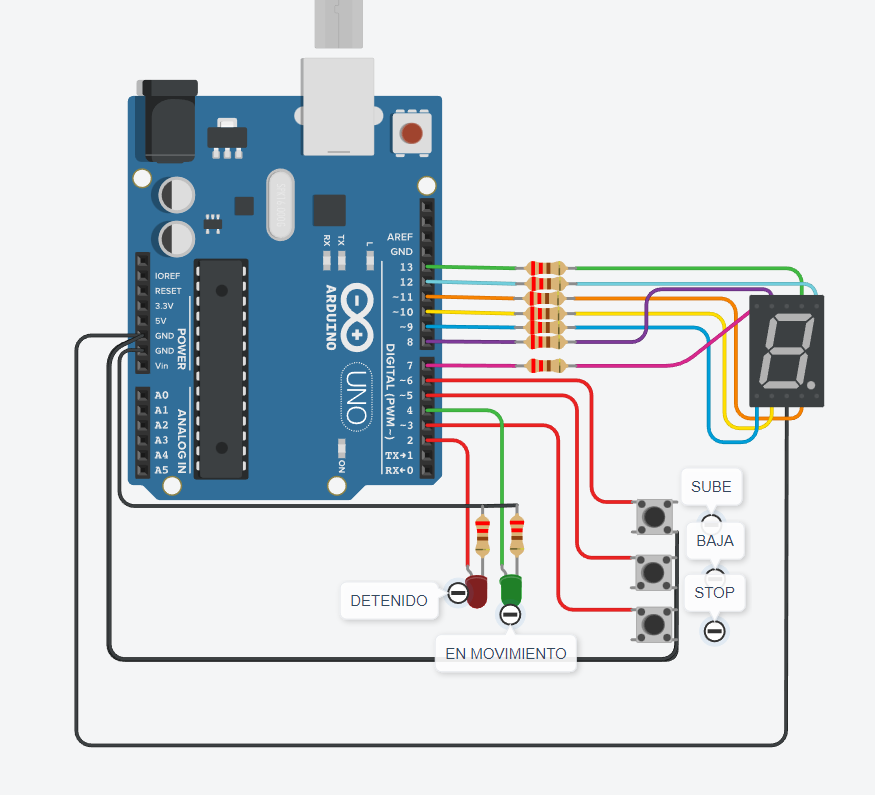 AREF
GND
13
12
~11
~10
~9
8
7
~6
~5
4
~3
2
TX→1
RX←0
DIGITAL (PWM~)
RX
TX
L
ARDUINO
UNO
ON
IOREF
RESET
3.3V
5V
GND
GND
Vin
POWER
A0
A1
A2
A3
A4
A5
ANALOG IN
SUBE
BAJA
STOP
DETENIDO
EN MOVIMIENTO